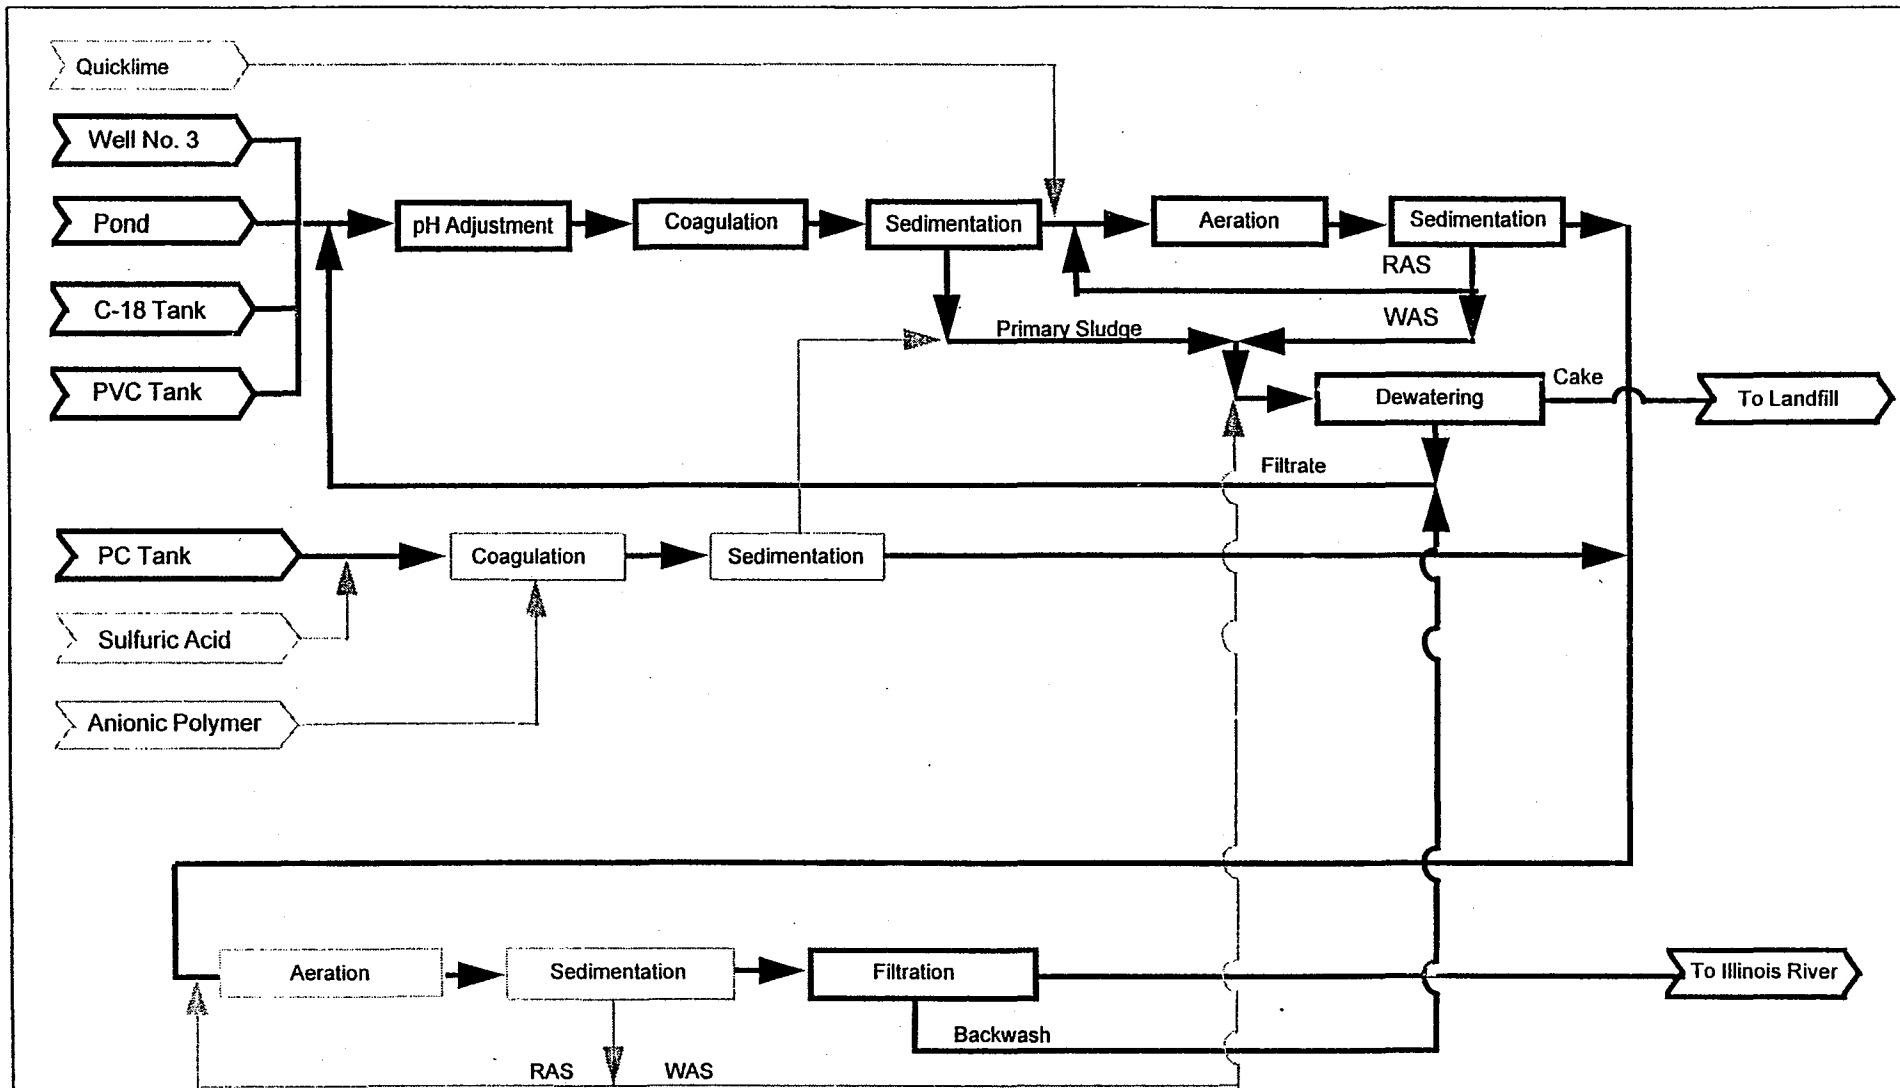 Quicklime
Well No. 3
Pond
C-18 Tank
PVC Tank
pH Adjustment
Coagulation
Sedimentation
Aeration
Sedimentation
RAS
WAS
Primary Sludge
Dewatering
Cake
To Landfill
Filtrate
PC Tank
Coagulation
Sedimentation
Sulfuric Acid
Anionic Polymer
Aeration
Sedimentation
Filtration
To Illinois River
Backwash
RAS
WAS